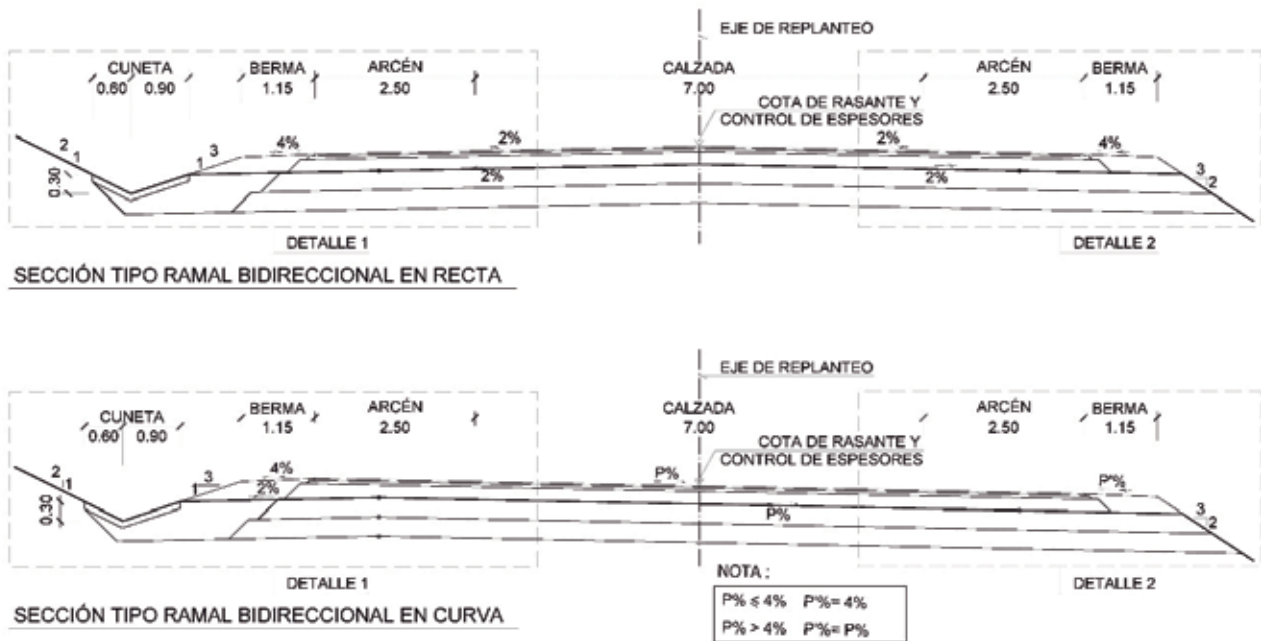 EJE DE REPLANTEO
CUNETA BERMA ARCÉN CALZADA ARCÉN BERMA
0.60 0.90 1.15 2.50 7.00 2.50 1.15
COTA DE RASANTE Y
CONTROL DE ESPESORES
2 1 1 3 4% 2% 2% 4% 3 2
0.30 2% 2%
DETALLE 1 DETALLE 2
SECCIÓN TIPO RAMAL BIDIRECCIONAL EN RECTA
EJE DE REPLANTEO
CUNETA BERMA ARCÉN CALZADA ARCÉN BERMA
0.60 0.90 1.15 2.50 7.00 2.50 1.15
COTA DE RASANTE Y
CONTROL DE ESPESORES
2 1 1 3 4% P% P'% 3 2
0.30 2% P%
DETALLE 1 DETALLE 2
NOTA :
P% ≤ 4% P'%= 4%
P% > 4% P'%= P%
SECCIÓN TIPO RAMAL BIDIRECCIONAL EN CURVA